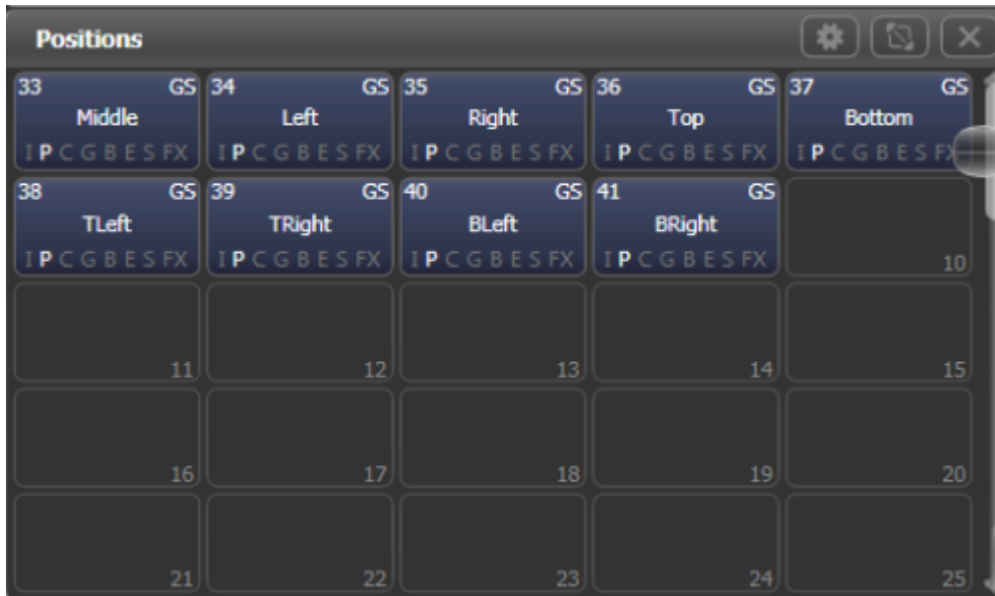 Positions
33 GS 34 GS 35 GS 36 GS 37 GS
Middle Left Right Top Bottom
I P C G B E S FX I P C G B E S FX I P C G B E S FX I P C G B E S FX I P C G B E S FX
38 GS 39 GS 40 GS 41 GS
TLeft TRight BLeft BRight
I P C G B E S FX I P C G B E S FX I P C G B E S FX I P C G B E S FX 10
11 12 13 14 15
16 17 18 19 20
21 22 23 24 25